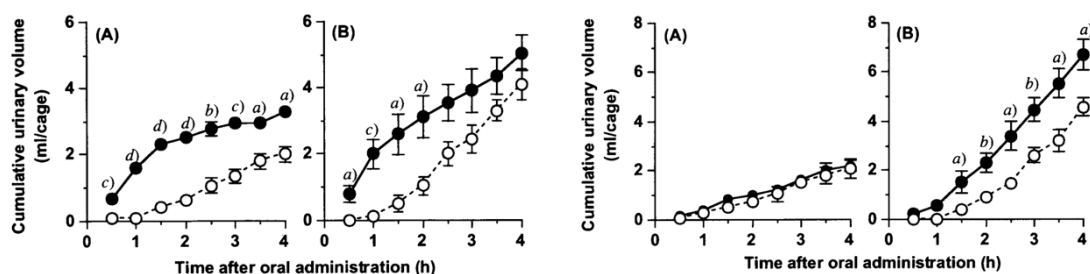 Cumulative urinary volume
(ml/cage)
6
4
2
0
(A)
c)
d)
d)
d)
b)
c)
a)
a)
0
1
2
3
4
6
4
2
0
(B)
a)
c)
a)
a)
0
1
2
3
4
Time after oral administration (h)
Cumulative urinary volume
(ml/cage)
8
6
4
2
0
(A)
0
1
2
3
4
8
6
4
2
0
(B)
a)
b)
a)
b)
a)
a)
0
1
2
3
4
Time after oral administration (h)